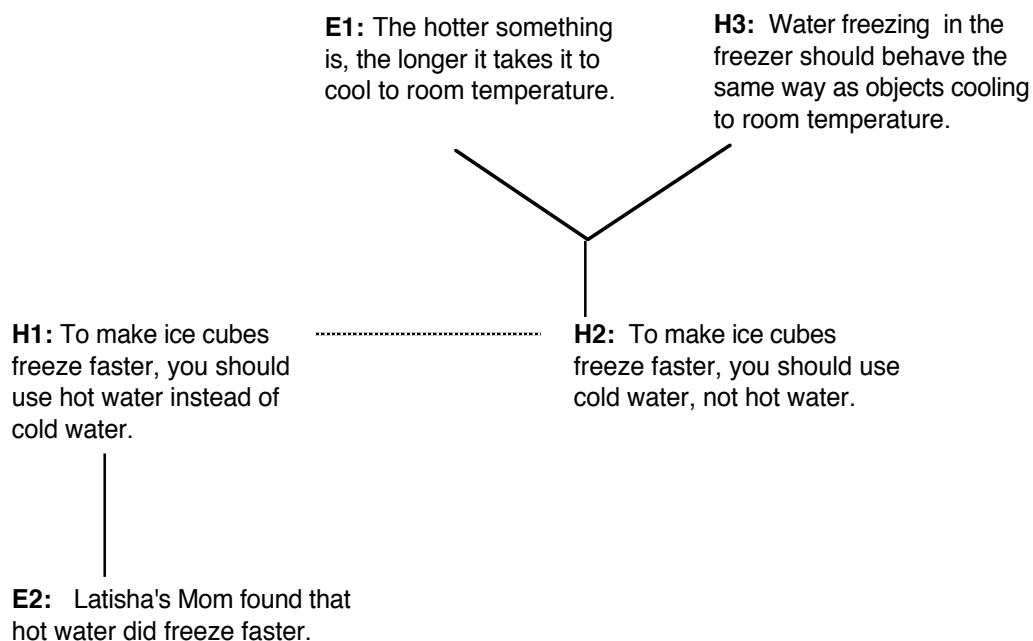 E1: The hotter something
is, the longer it takes it to
cool to room temperature.
H3: Water freezing in the
freezer should behave the
same way as objects cooling
to room temperature.
H1: To make ice cubes
freeze faster, you should
use hot water instead of
cold water.
H2: To make ice cubes
freeze faster, you should use
cold water, not hot water.
E2: Latisha's Mom found that
hot water did freeze faster.